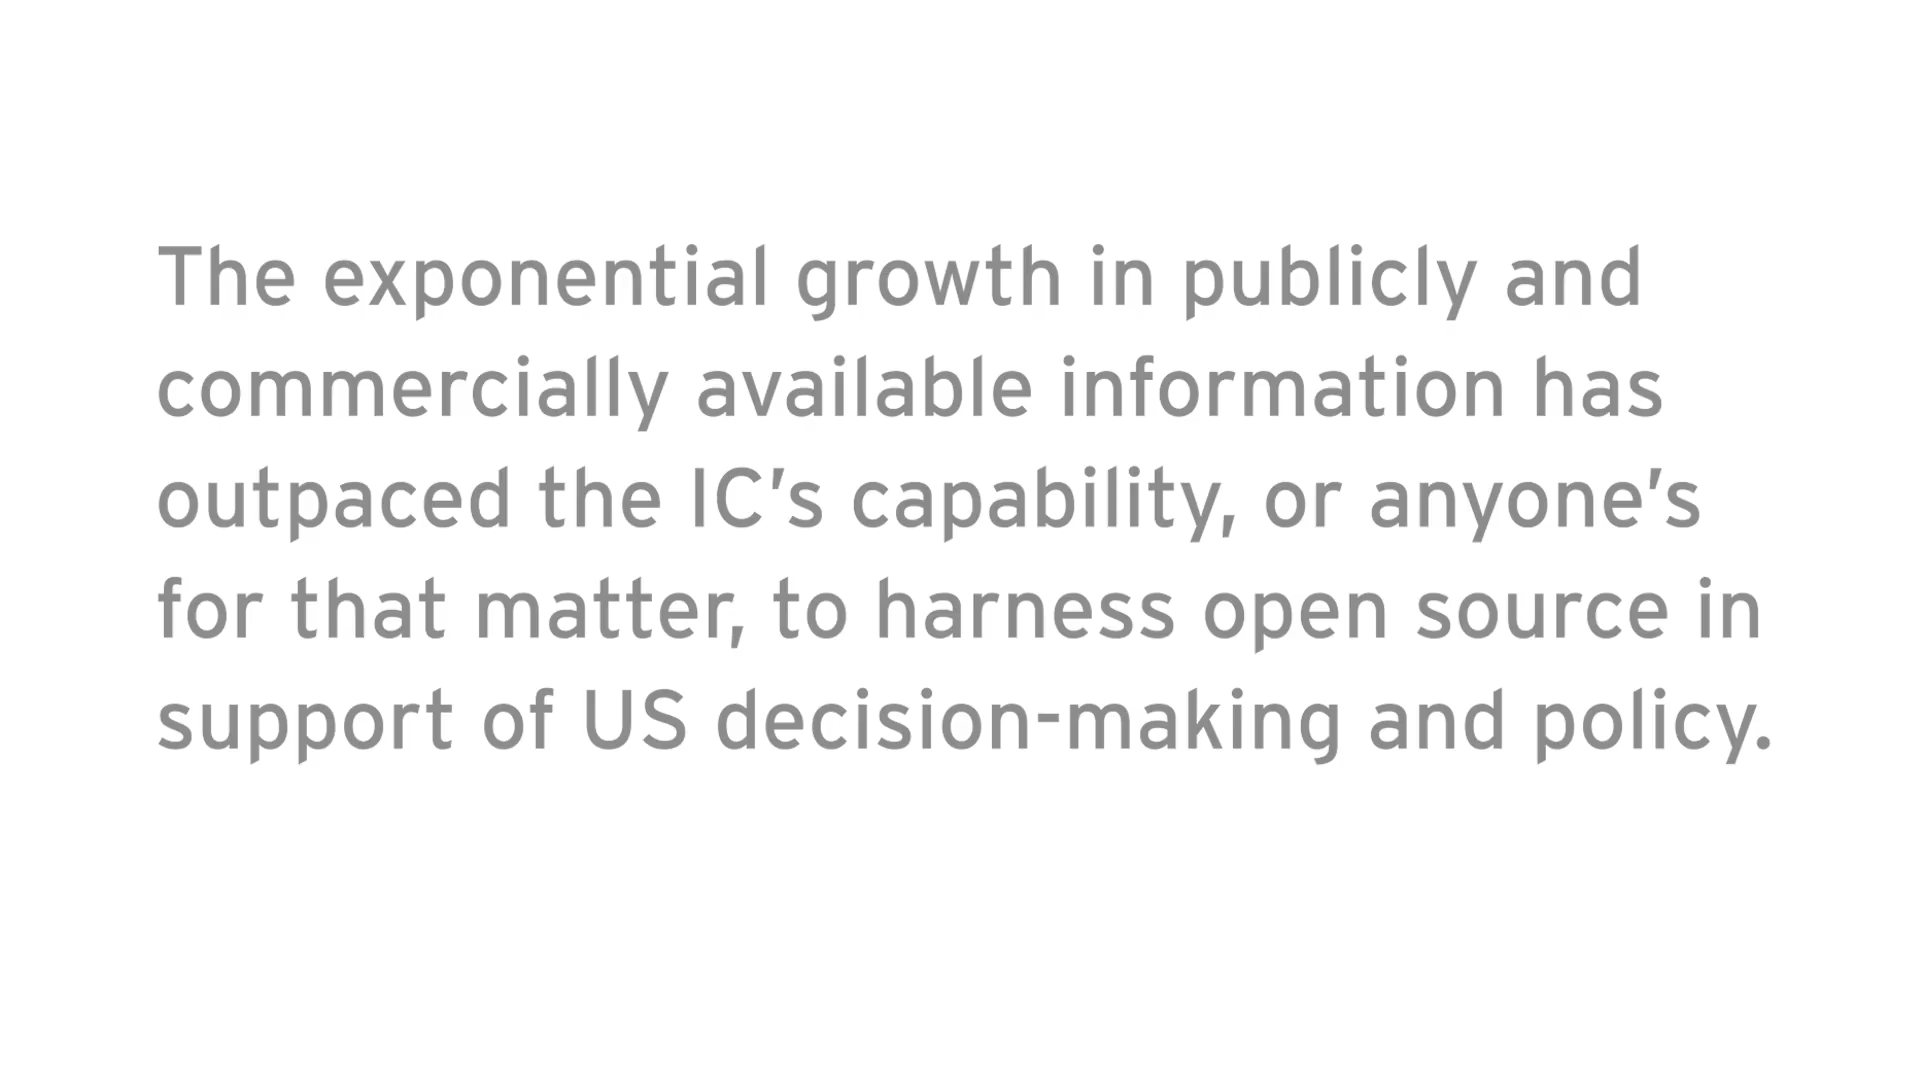 The exponential growth in publicly and
commercially available information has
outpaced the IC’s capability, or anyone’s
for that matter, to harness open source in
support of US decision-making and policy.